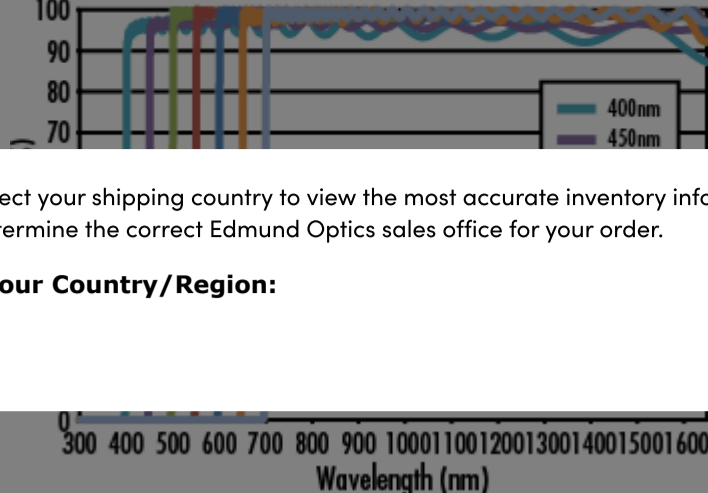 100
90
80
70
400nm
450nm
ect your shipping country to view the most accurate inventory info
ermine the correct Edmund Optics sales office for your order.
our Country/Region:
0
300 400 500 600 700 800 900 1000 1100 1200 1300 1400 1500 1600
Wavelength (nm)